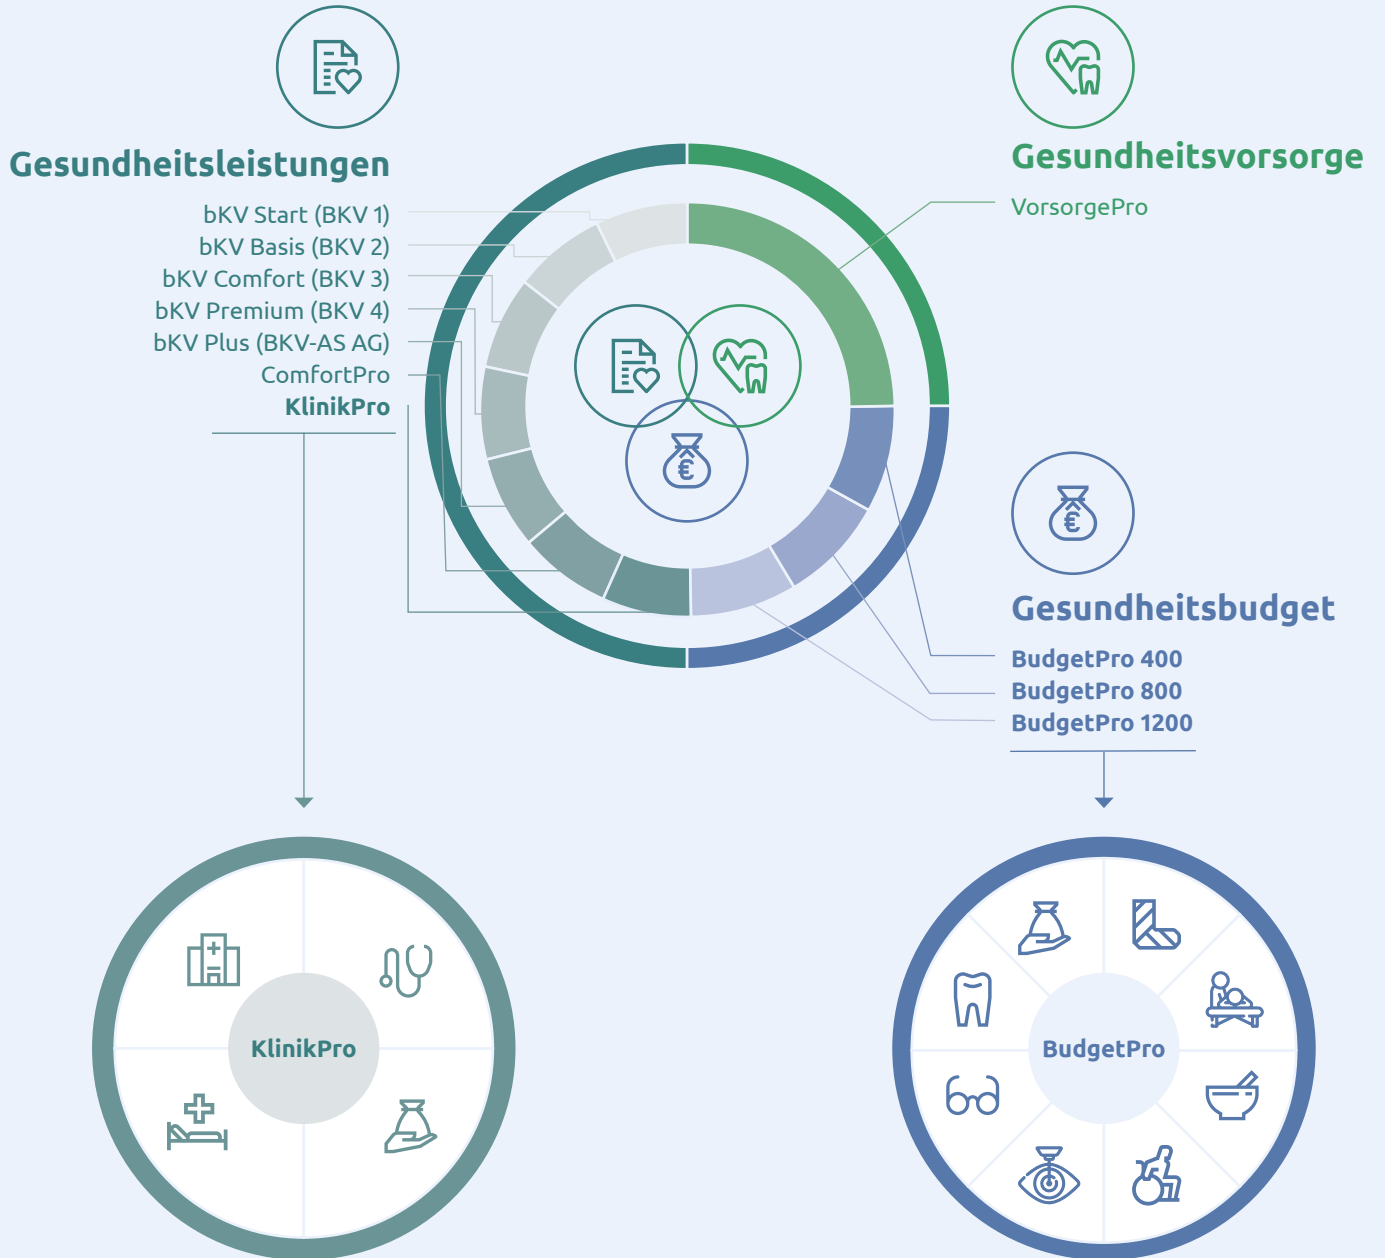 Gesundheitsleistungen
bKV Start (BKV 1)
bKV Basis (BKV 2)
bKV Comfort (BKV 3)
bKV Premium (BKV 4)
bKV Plus (BKV-AS AG)
ComfortPro
KlinikPro
Gesundheitsvorsorge
VorsorgePro
€
€
Gesundheitsbudget
BudgetPro 400
BudgetPro 800
BudgetPro 1200
KlinikPro
BudgetPro